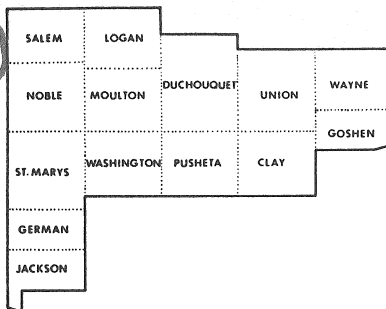 SALEM
LOGAN
DUCHOUQUET
WAYNE
NOBLE
MOULTON
UNION
GOSHEN
ST. MARYS
WASHINGTON
PUSHETA
CLAY
GERMAN
JACKSON